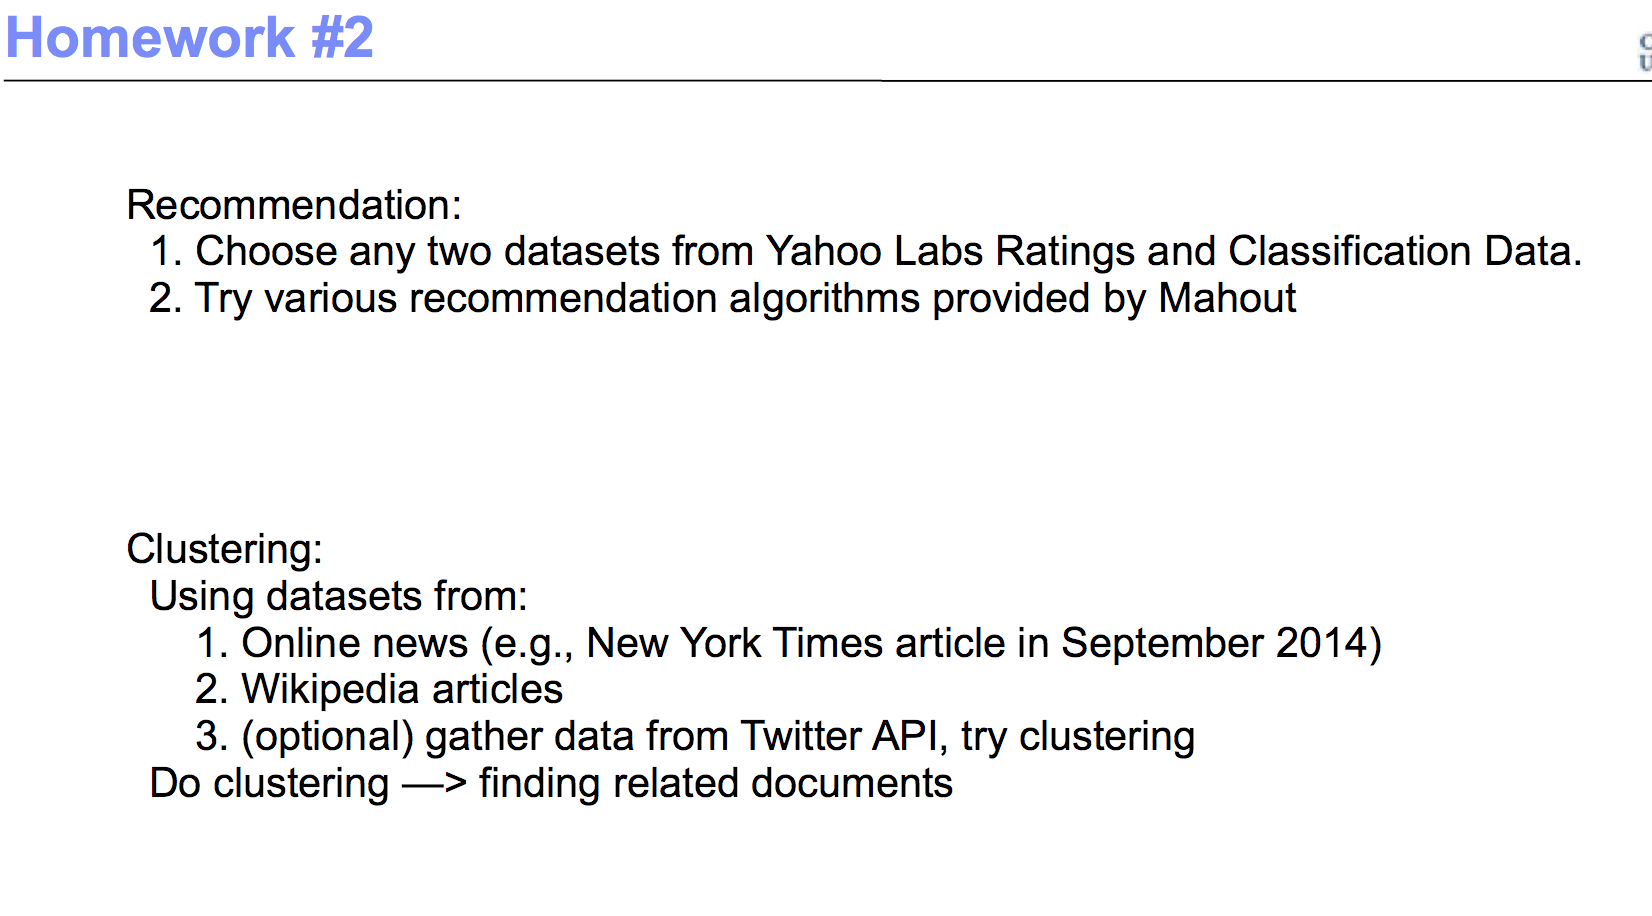 Homework #2
Recommendation:
1. Choose any two datasets from Yahoo Labs Ratings and Classification Data.
2. Try various recommendation algorithms provided by Mahout
Clustering:
Using datasets from:
1. Online news (e.g., New York Times article in September 2014)
2. Wikipedia articles
3. (optional) gather data from Twitter API, try clustering
Do clustering —> finding related documents